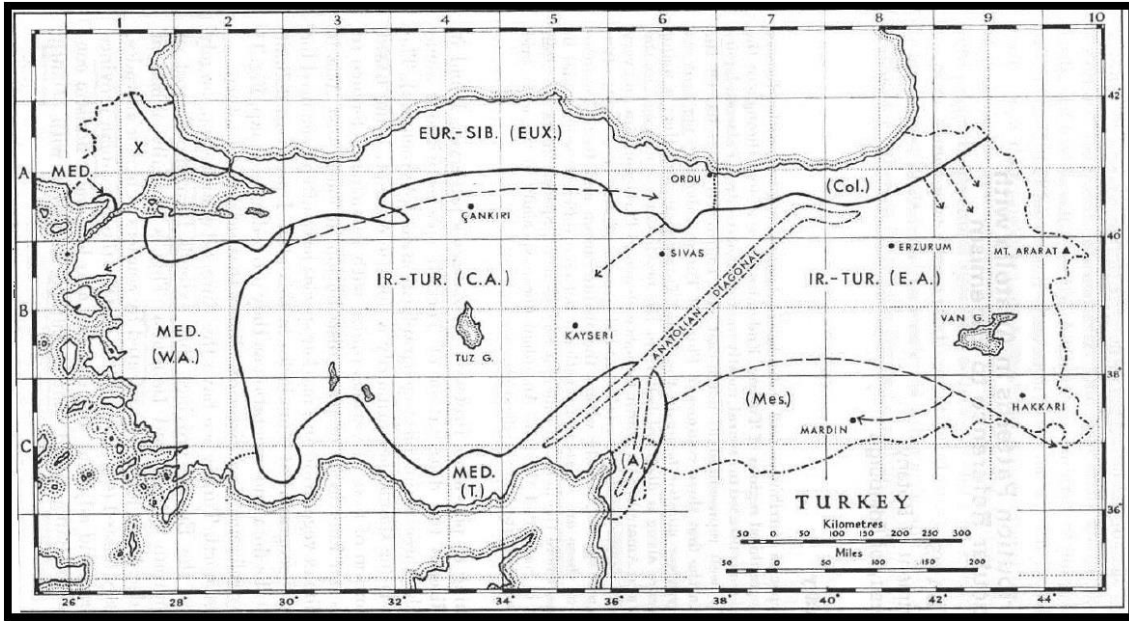 1 2 3 4 5 6 7 8 9 10
42°
EUR.-SIB. (EUX.)
X
A
MED.
ORDU
(Col.)
ÇANKIRI
40°
SIVAS
ERZURUM
MT. ARARAT
IR.-TUR. (C.A.)
IR.-TUR. (E.A.)
ANATOLIAN DIAGONAL
B
VAN G.
MED.
(W.A.)
TUZ G.
KAYSERI
38°
(Mes.)
HAKKARI
MARDIN
C
(A)
MED.
(T.)
TURKEY
36°
Kilometres
50 0 50 100 150 200 250 300
Miles
50 0 50 100 150 200
26° 28° 30° 32° 34° 36° 38° 40° 42° 44°